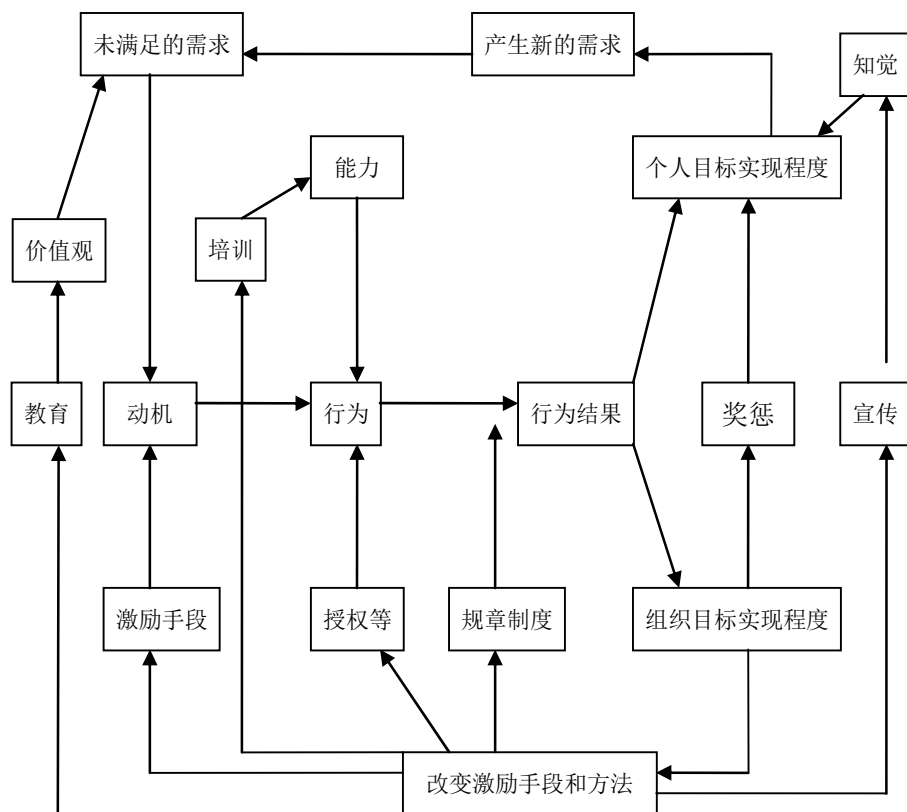 未满足的需求
产生新的需求
知觉
能力
个人目标实现程度
价值观
培训
教育
动机
行为
行为结果
奖惩
宣传
激励手段
授权等
规章制度
组织目标实现程度
改变激励手段和方法